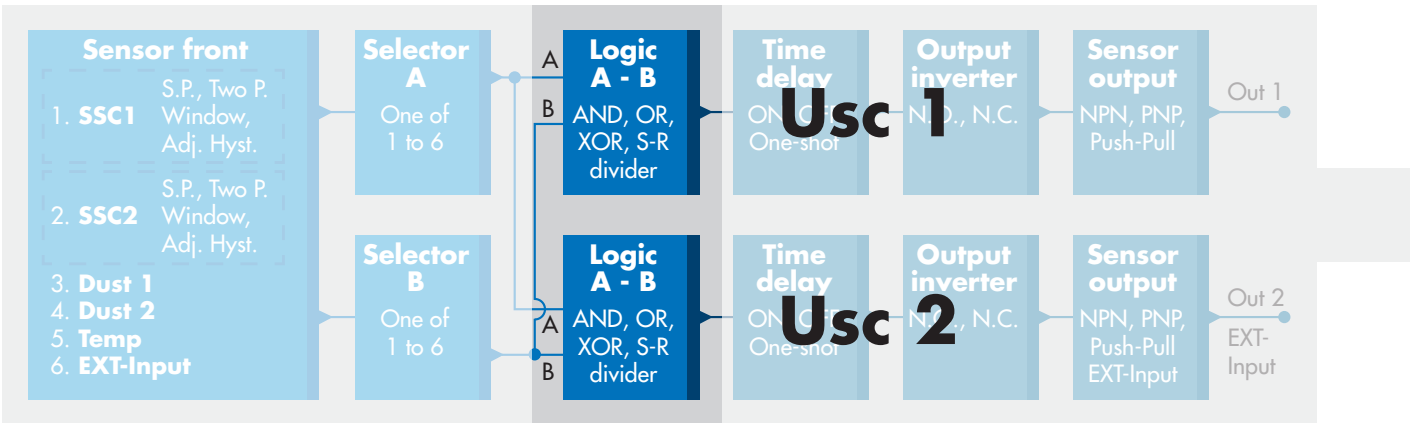 Sensor front
1. SSC1
S.P., Two P.
Window,
Adj. Hyst.
2. SSC2
S.P., Two P.
Window,
Adj. Hyst.
3. Dust 1
4. Dust 2
5. Temp
6. EXT-Input
Selector
A
One of
1 to 6
Selector
B
One of
1 to 6
A
B
Logic
A - B
AND, OR,
XOR, S-R
divider
Time
delay
ON, OFF
One-shot
Output
inverter
N.O., N.C.
Usc 1
Sensor
output
NPN, PNP,
Push-Pull
Out 1
A
B
Logic
A - B
AND, OR,
XOR, S-R
divider
Time
delay
ON, OFF
One-shot
Output
inverter
N.O., N.C.
Usc 2
Sensor
output
NPN, PNP,
Push-Pull
EXT-Input
Out 2
EXT-
Input